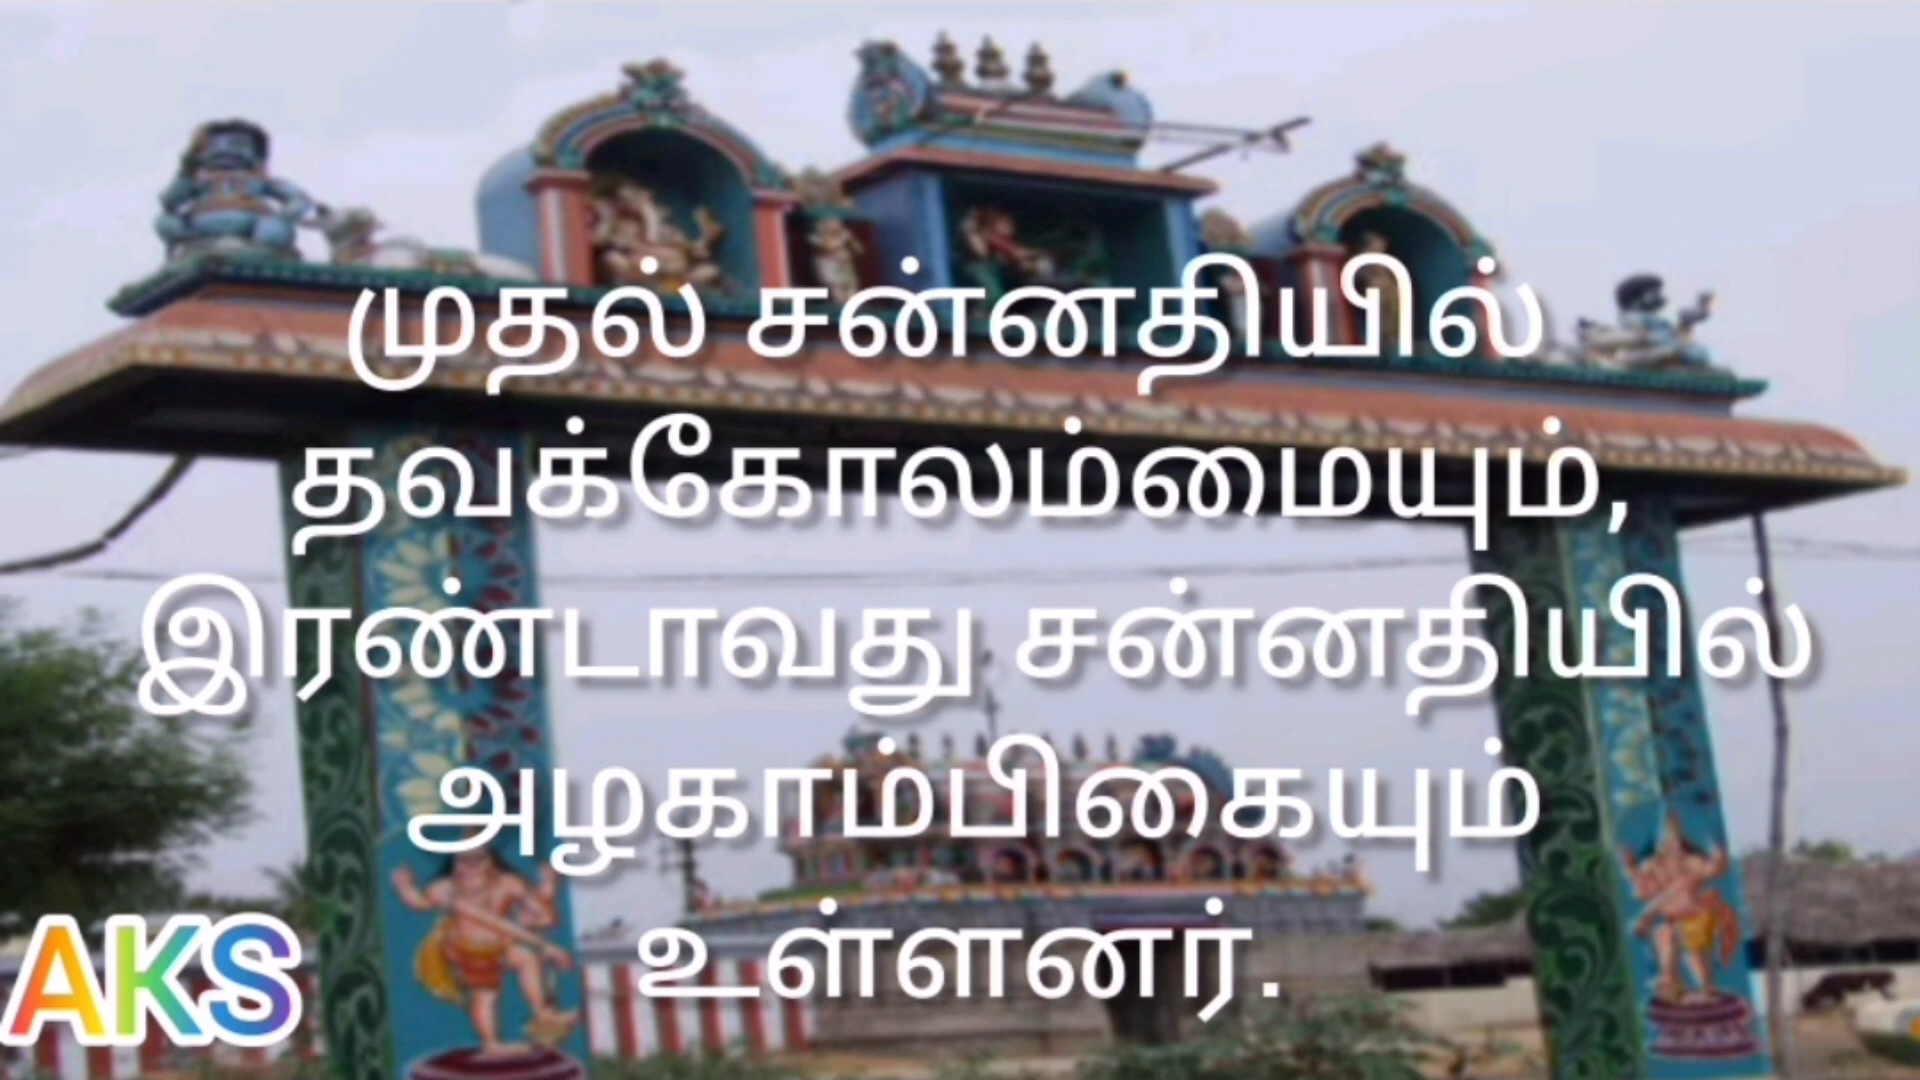 முதல் சன்னதியில்
தவக்கோலம்மையும்,
இரண்டாவது சன்னதியில்
அழகாம்பிகையும்
உள்ளனர்.
AKS